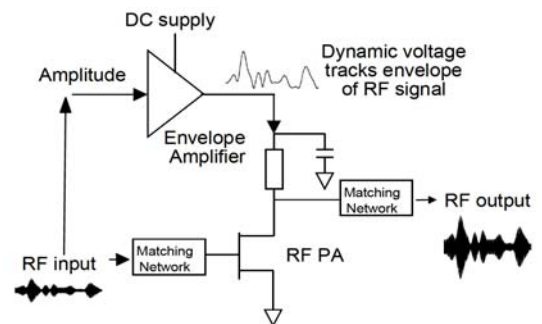 DC supply
Amplitude
Dynamic voltage
tracks envelope
of RF signal
Envelope
Amplifier
Matching
Network
RF output
RF input
Matching
Network
RF PA